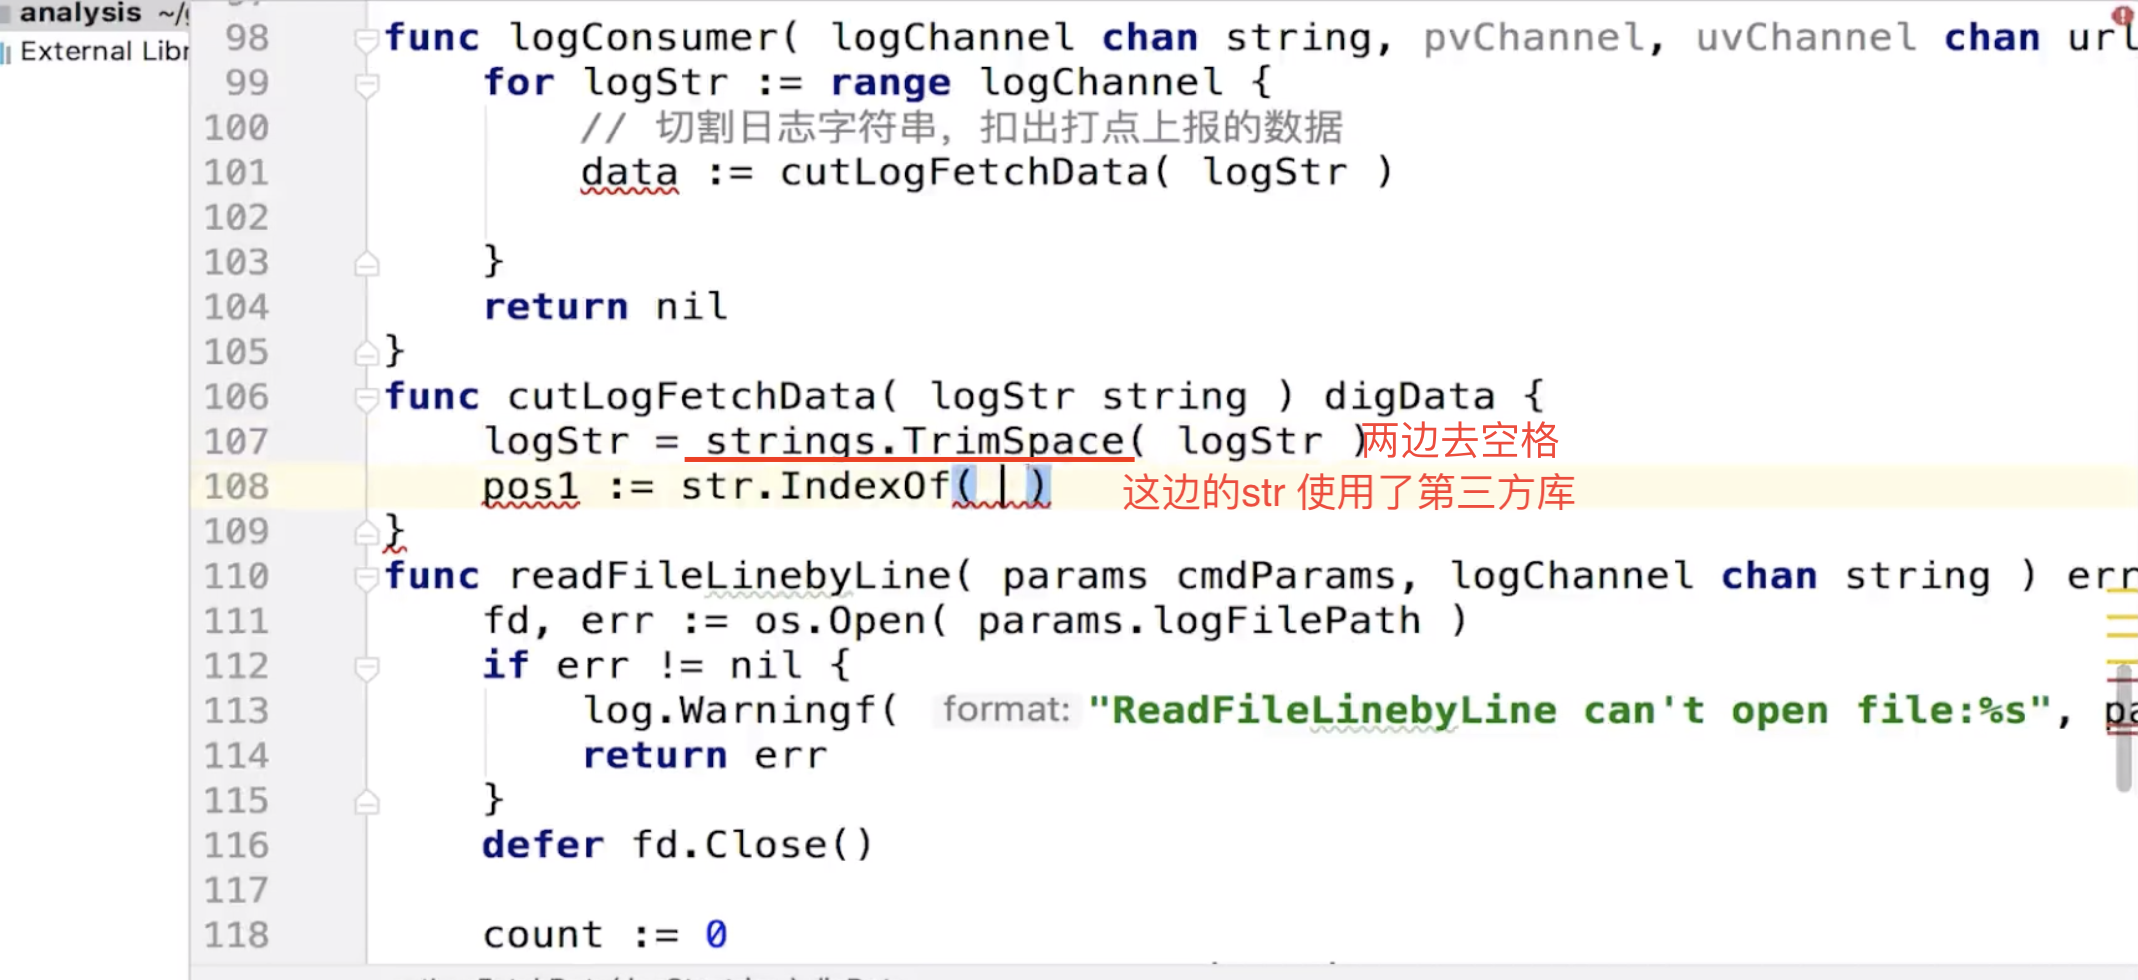 analysis ~/
External Libr
98 func logConsumer( logChannel chan string, pvChannel, uvChannel chan url
99 for logStr := range logChannel {
100 // 切割日志字符串，扣出打点上报的数据
101 data := cutLogFetchData( logStr )
102
103 }
104 return nil
105 }
106 func cutLogFetchData( logStr string ) digData {
107 logStr = strings.TrimSpace( logStr ) 两边去空格
108 pos1 := str.IndexOf( ) 这边的str 使用了第三方库
109 }
110 func readFileLinebyLine( params cmdParams, logChannel chan string ) err
111 fd, err := os.Open( params.logFilePath )
112 if err != nil {
113 log.Warningf( format: "ReadFileLinebyLine can't open file:%s", pa
114 return err
115 }
116 defer fd.Close()
117
118 count := 0